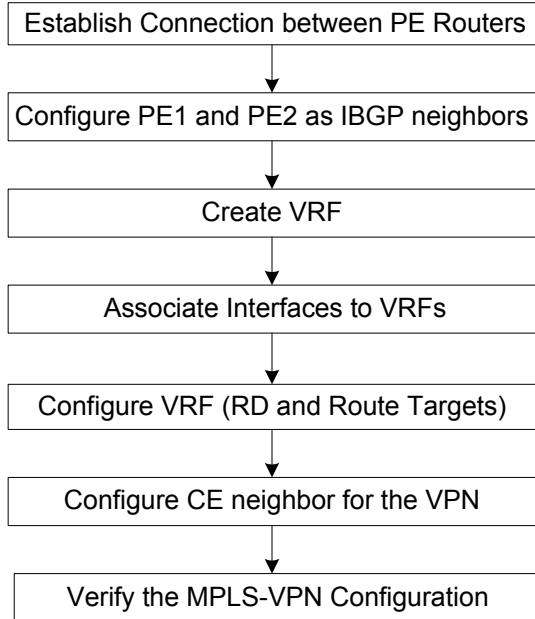 Establish Connection between PE Routers
Configure PE1 and PE2 as IBGP neighbors
Create VRF
Associate Interfaces to VRFs
Configure VRF (RD and Route Targets)
Configure CE neighbor for the VPN
Verify the MPLS-VPN Configuration